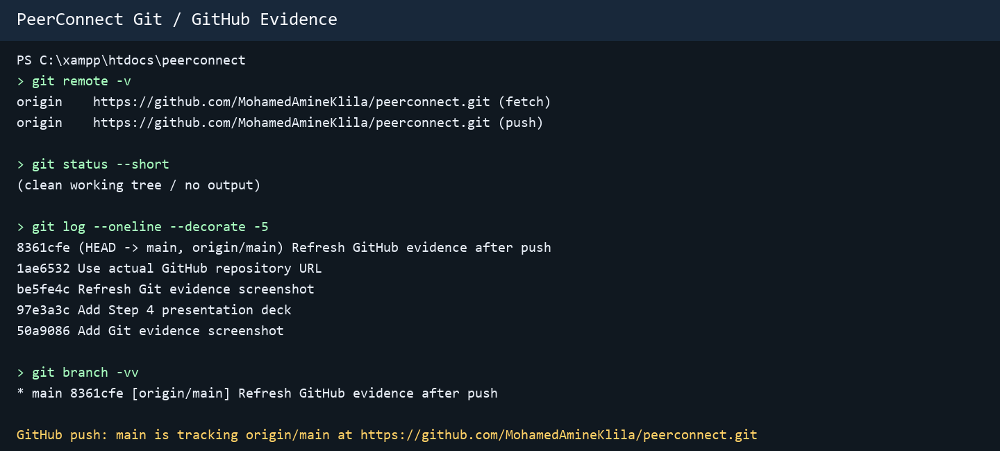 PeerConnect Git / GitHub Evidence
PS C:\xampp\htdocs\peerconnect
> git remote -v
origin    https://github.com/MohamedAmineKlila/peerconnect.git (fetch)
origin    https://github.com/MohamedAmineKlila/peerconnect.git (push)
> git status --short
(clean working tree / no output)
> git log --oneline --decorate -5
8361cfe (HEAD -> main, origin/main) Refresh GitHub evidence after push
1ae6532 Use actual GitHub repository URL
be5fe4c Refresh Git evidence screenshot
97e3a3c Add Step 4 presentation deck
50a9086 Add Git evidence screenshot
> git branch -vv
* main 8361cfe [origin/main] Refresh GitHub evidence after push
GitHub push: main is tracking origin/main at https://github.com/MohamedAmineKlila/peerconnect.git